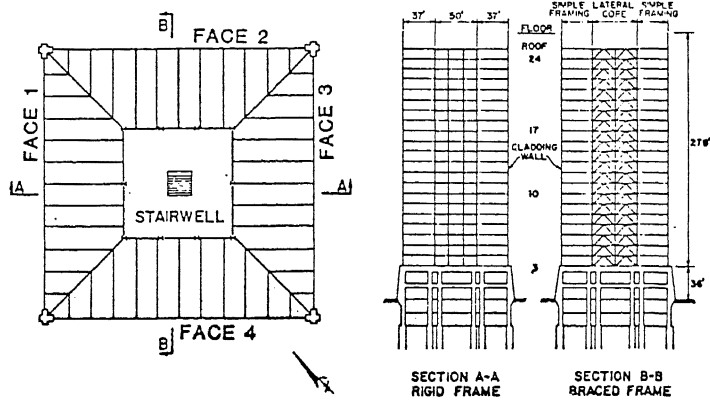 B
FACE 2
FACE 1
FACE 3
A
A
STAIRWELL
B
FACE 4
37' 50' 37'
FLOOR
ROOF
24
17
CLADDING
WALL
10
3
SIMPLE LATERAL SIMPLE
FRAMING CORE FRAMING
278'
36'
SECTION A-A
RIGID FRAME
SECTION B-B
BRACED FRAME